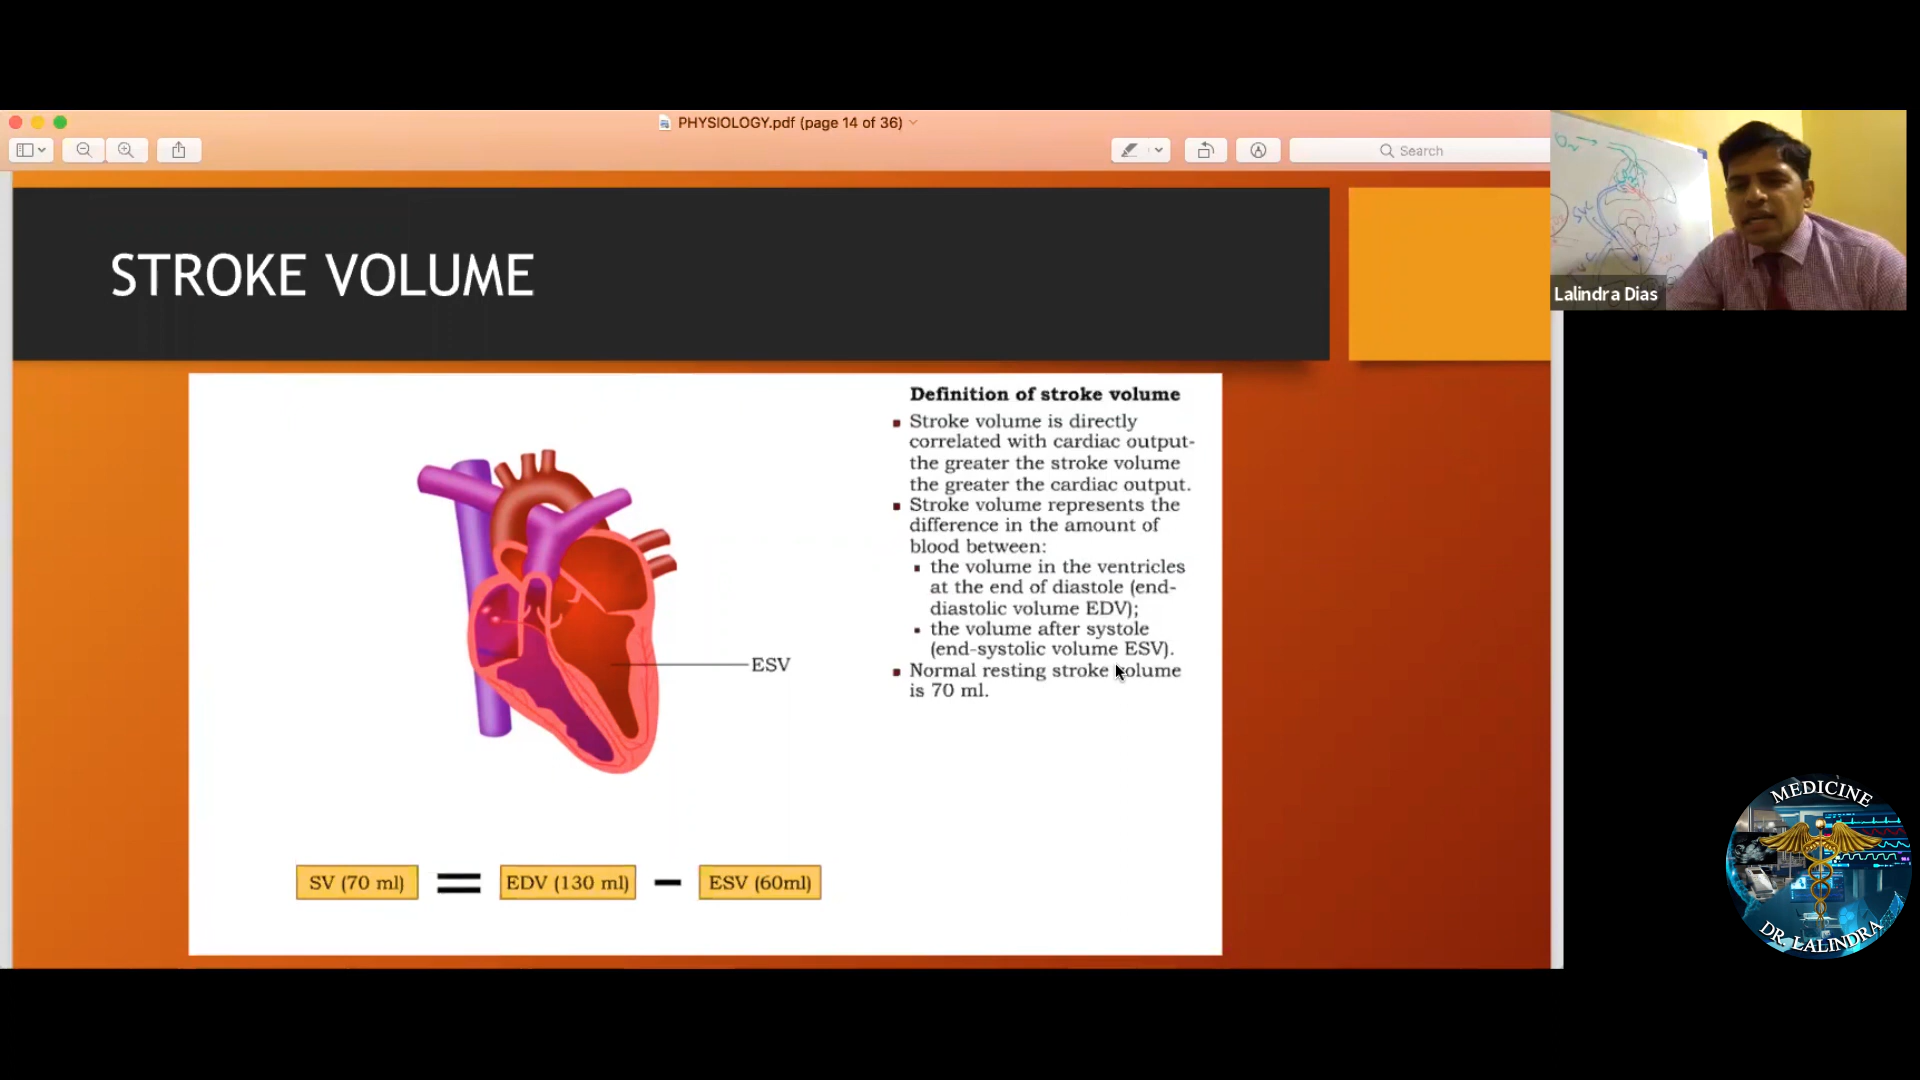 PHYSIOLOGY.pdf (page 14 of 36)
Search
O₂
SVC
Lalindra Dias
STROKE VOLUME
Definition of stroke volume
Stroke volume is directly
correlated with cardiac output-
the greater the stroke volume
the greater the cardiac output.
Stroke volume represents the
difference in the amount of
blood between:
the volume in the ventricles
at the end of diastole (end-
diastolic volume EDV);
the volume after systole
(end-systolic volume ESV).
Normal resting stroke volume
is 70 ml.
ESV
SV (70 ml) = EDV (130 ml) – ESV (60ml)
MEDICINE
DR. LALINDRA